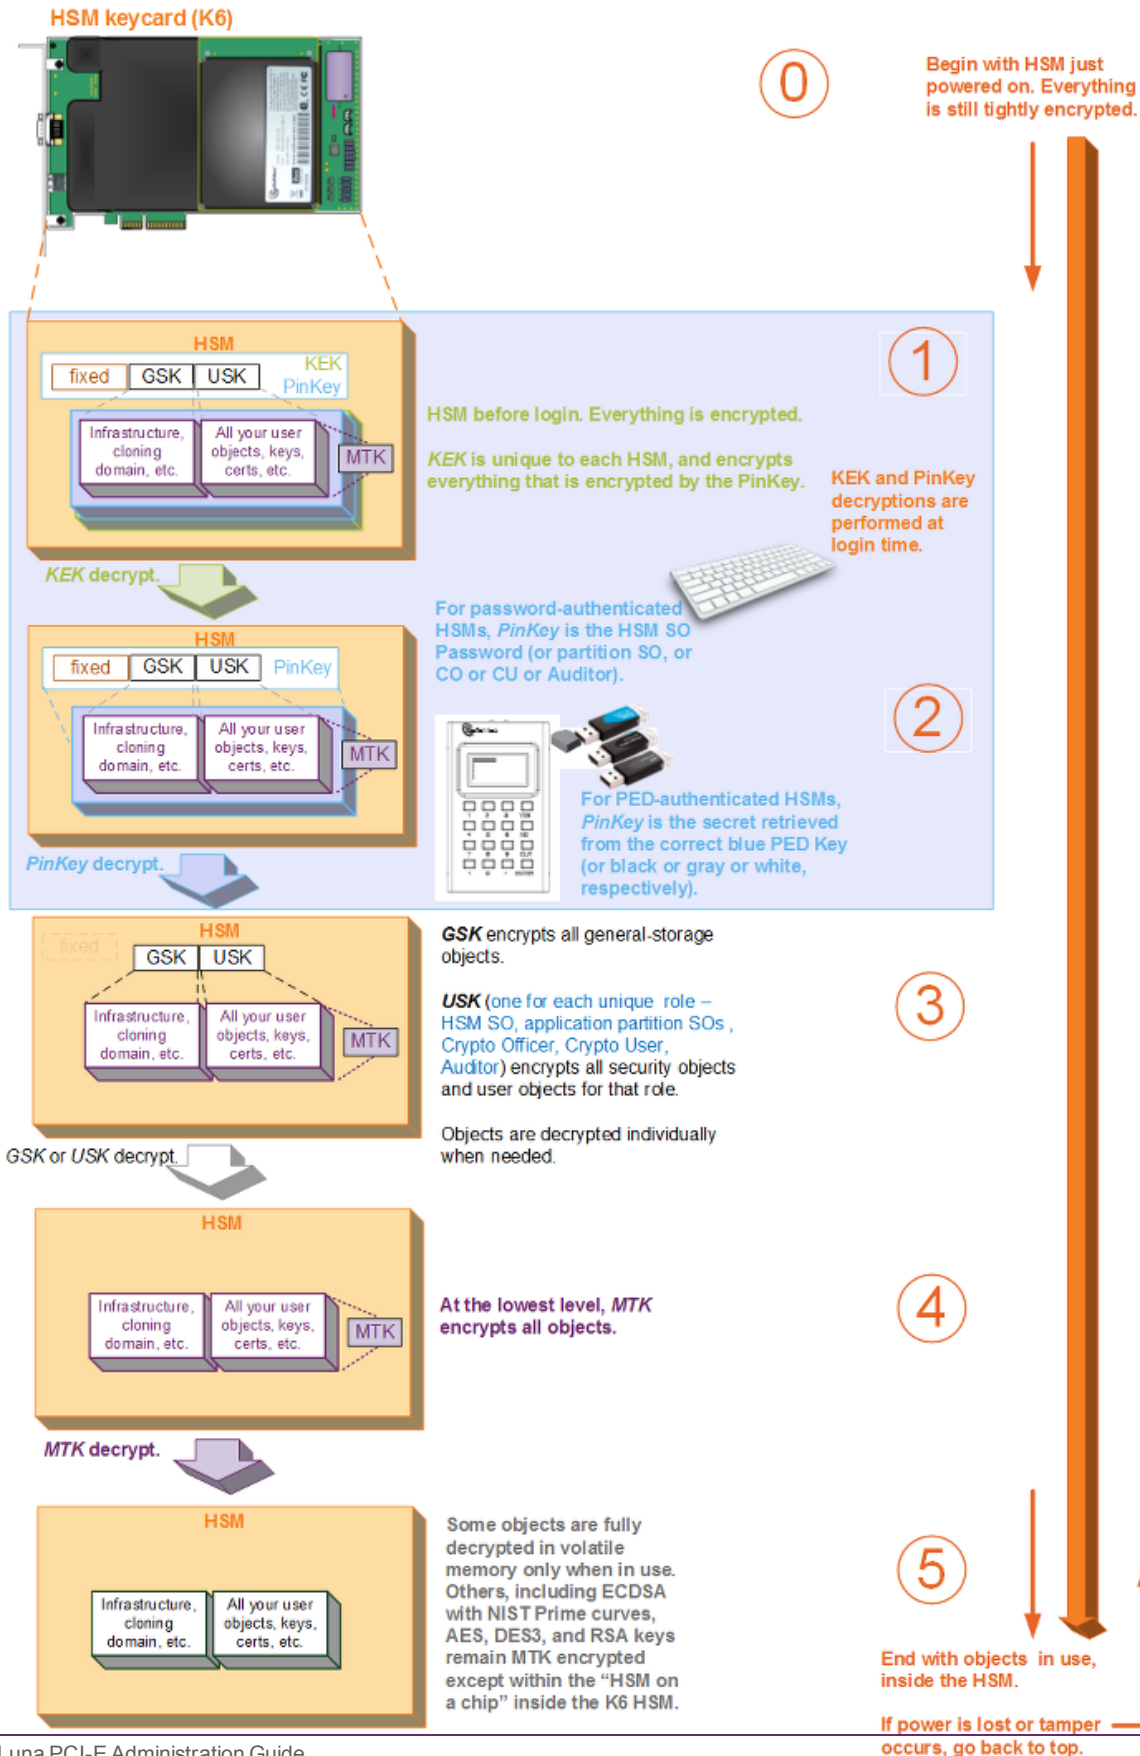 HSM keycard (K6)
0
Begin with HSM just
powered on. Everything
is still tightly encrypted.
HSM
KEK
fixed
GSK
USK
PinKey
Infrastructure,
cloning
domain, etc.
All your user
objects, keys,
certs, etc.
MTK
1
HSM before login. Everything is encrypted.
KEK is unique to each HSM, and encrypts
everything that is encrypted by the PinKey.
KEK and PinKey
decryptions are
performed at
login time.
KEK decrypt.
HSM
fixed
GSK
USK
PinKey
Infrastructure,
cloning
domain, etc.
All your user
objects, keys,
certs, etc.
MTK
For password-authenticated
HSMs, PinKey is the HSM SO
Password (or partition SO, or
CO or CU or Auditor).
2
For PED-authenticated HSMs,
PinKey is the secret retrieved
from the correct blue PED Key
(or black or gray or white,
respectively).
PinKey decrypt.
HSM
fixed
GSK
USK
Infrastructure,
cloning
domain, etc.
All your user
objects, keys,
certs, etc.
MTK
GSK encrypts all general-storage
objects.
USK (one for each unique role –
HSM SO, application partition SOs ,
Crypto Officer, Crypto User,
Auditor) encrypts all security objects
and user objects for that role.
Objects are decrypted individually
when needed.
3
GSK or USK decrypt.
HSM
Infrastructure,
cloning
domain, etc.
All your user
objects, keys,
certs, etc.
MTK
At the lowest level, MTK
encrypts all objects.
4
MTK decrypt.
HSM
Infrastructure,
cloning
domain, etc.
All your user
objects, keys,
certs, etc.
Some objects are fully
decrypted in volatile
memory only when in use.
Others, including ECDSA
with NIST Prime curves,
AES, DES3, and RSA keys
remain MTK encrypted
except within the “HSM on
a chip” inside the K6 HSM.
5
End with objects in use,
inside the HSM.
If power is lost or tamper
occurs, go back to top.
Luna PCI-E Administration Guide